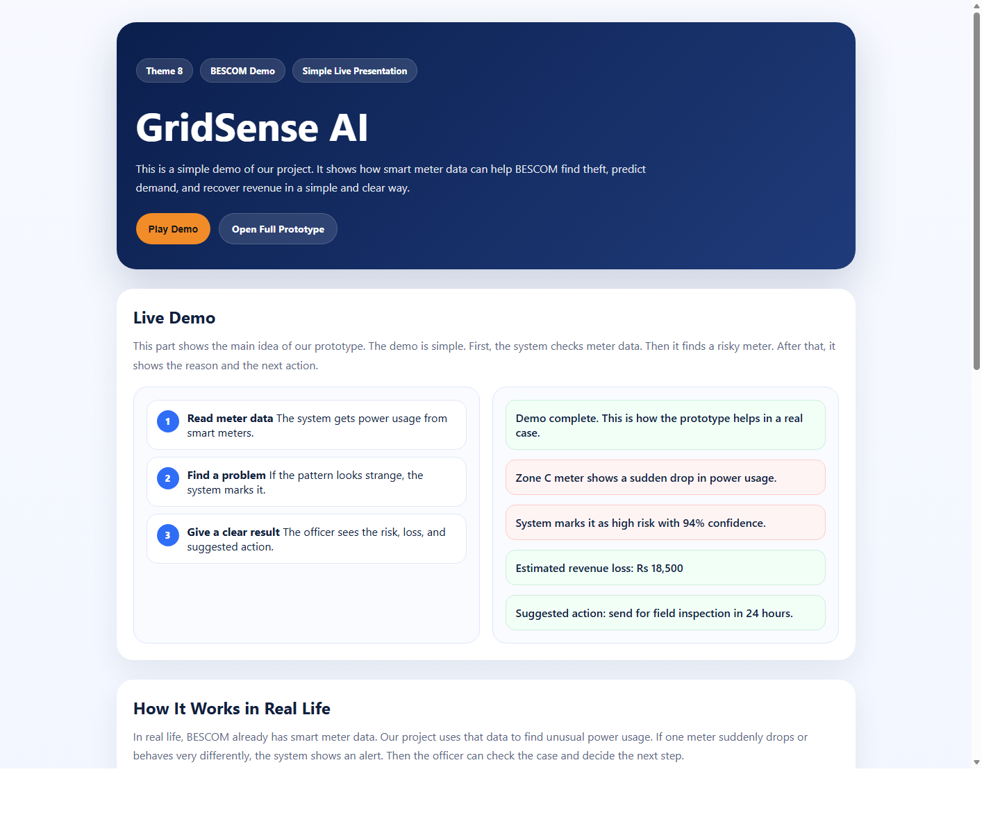 Theme 8
BESCOM Demo
Simple Live Presentation
GridSense AI
This is a simple demo of our project. It shows how smart meter data can help BESCOM find theft, predict
demand, and recover revenue in a simple and clear way.
Play Demo
Open Full Prototype
Live Demo
This part shows the main idea of our prototype. The demo is simple. First, the system checks meter data. Then it finds a risky meter. After that, it
shows the reason and the next action.
1
Read meter data The system gets power usage from
smart meters.
2
Find a problem If the pattern looks strange, the
system marks it.
3
Give a clear result The officer sees the risk, loss, and
suggested action.
Demo complete. This is how the prototype helps in a real
case.
Zone C meter shows a sudden drop in power usage.
System marks it as high risk with 94% confidence.
Estimated revenue loss: Rs 18,500
Suggested action: send for field inspection in 24 hours.
How It Works in Real Life
In real life, BESCOM already has smart meter data. Our project uses that data to find unusual power usage. If one meter suddenly drops or
behaves very differently, the system shows an alert. Then the officer can check the case and decide the next step.